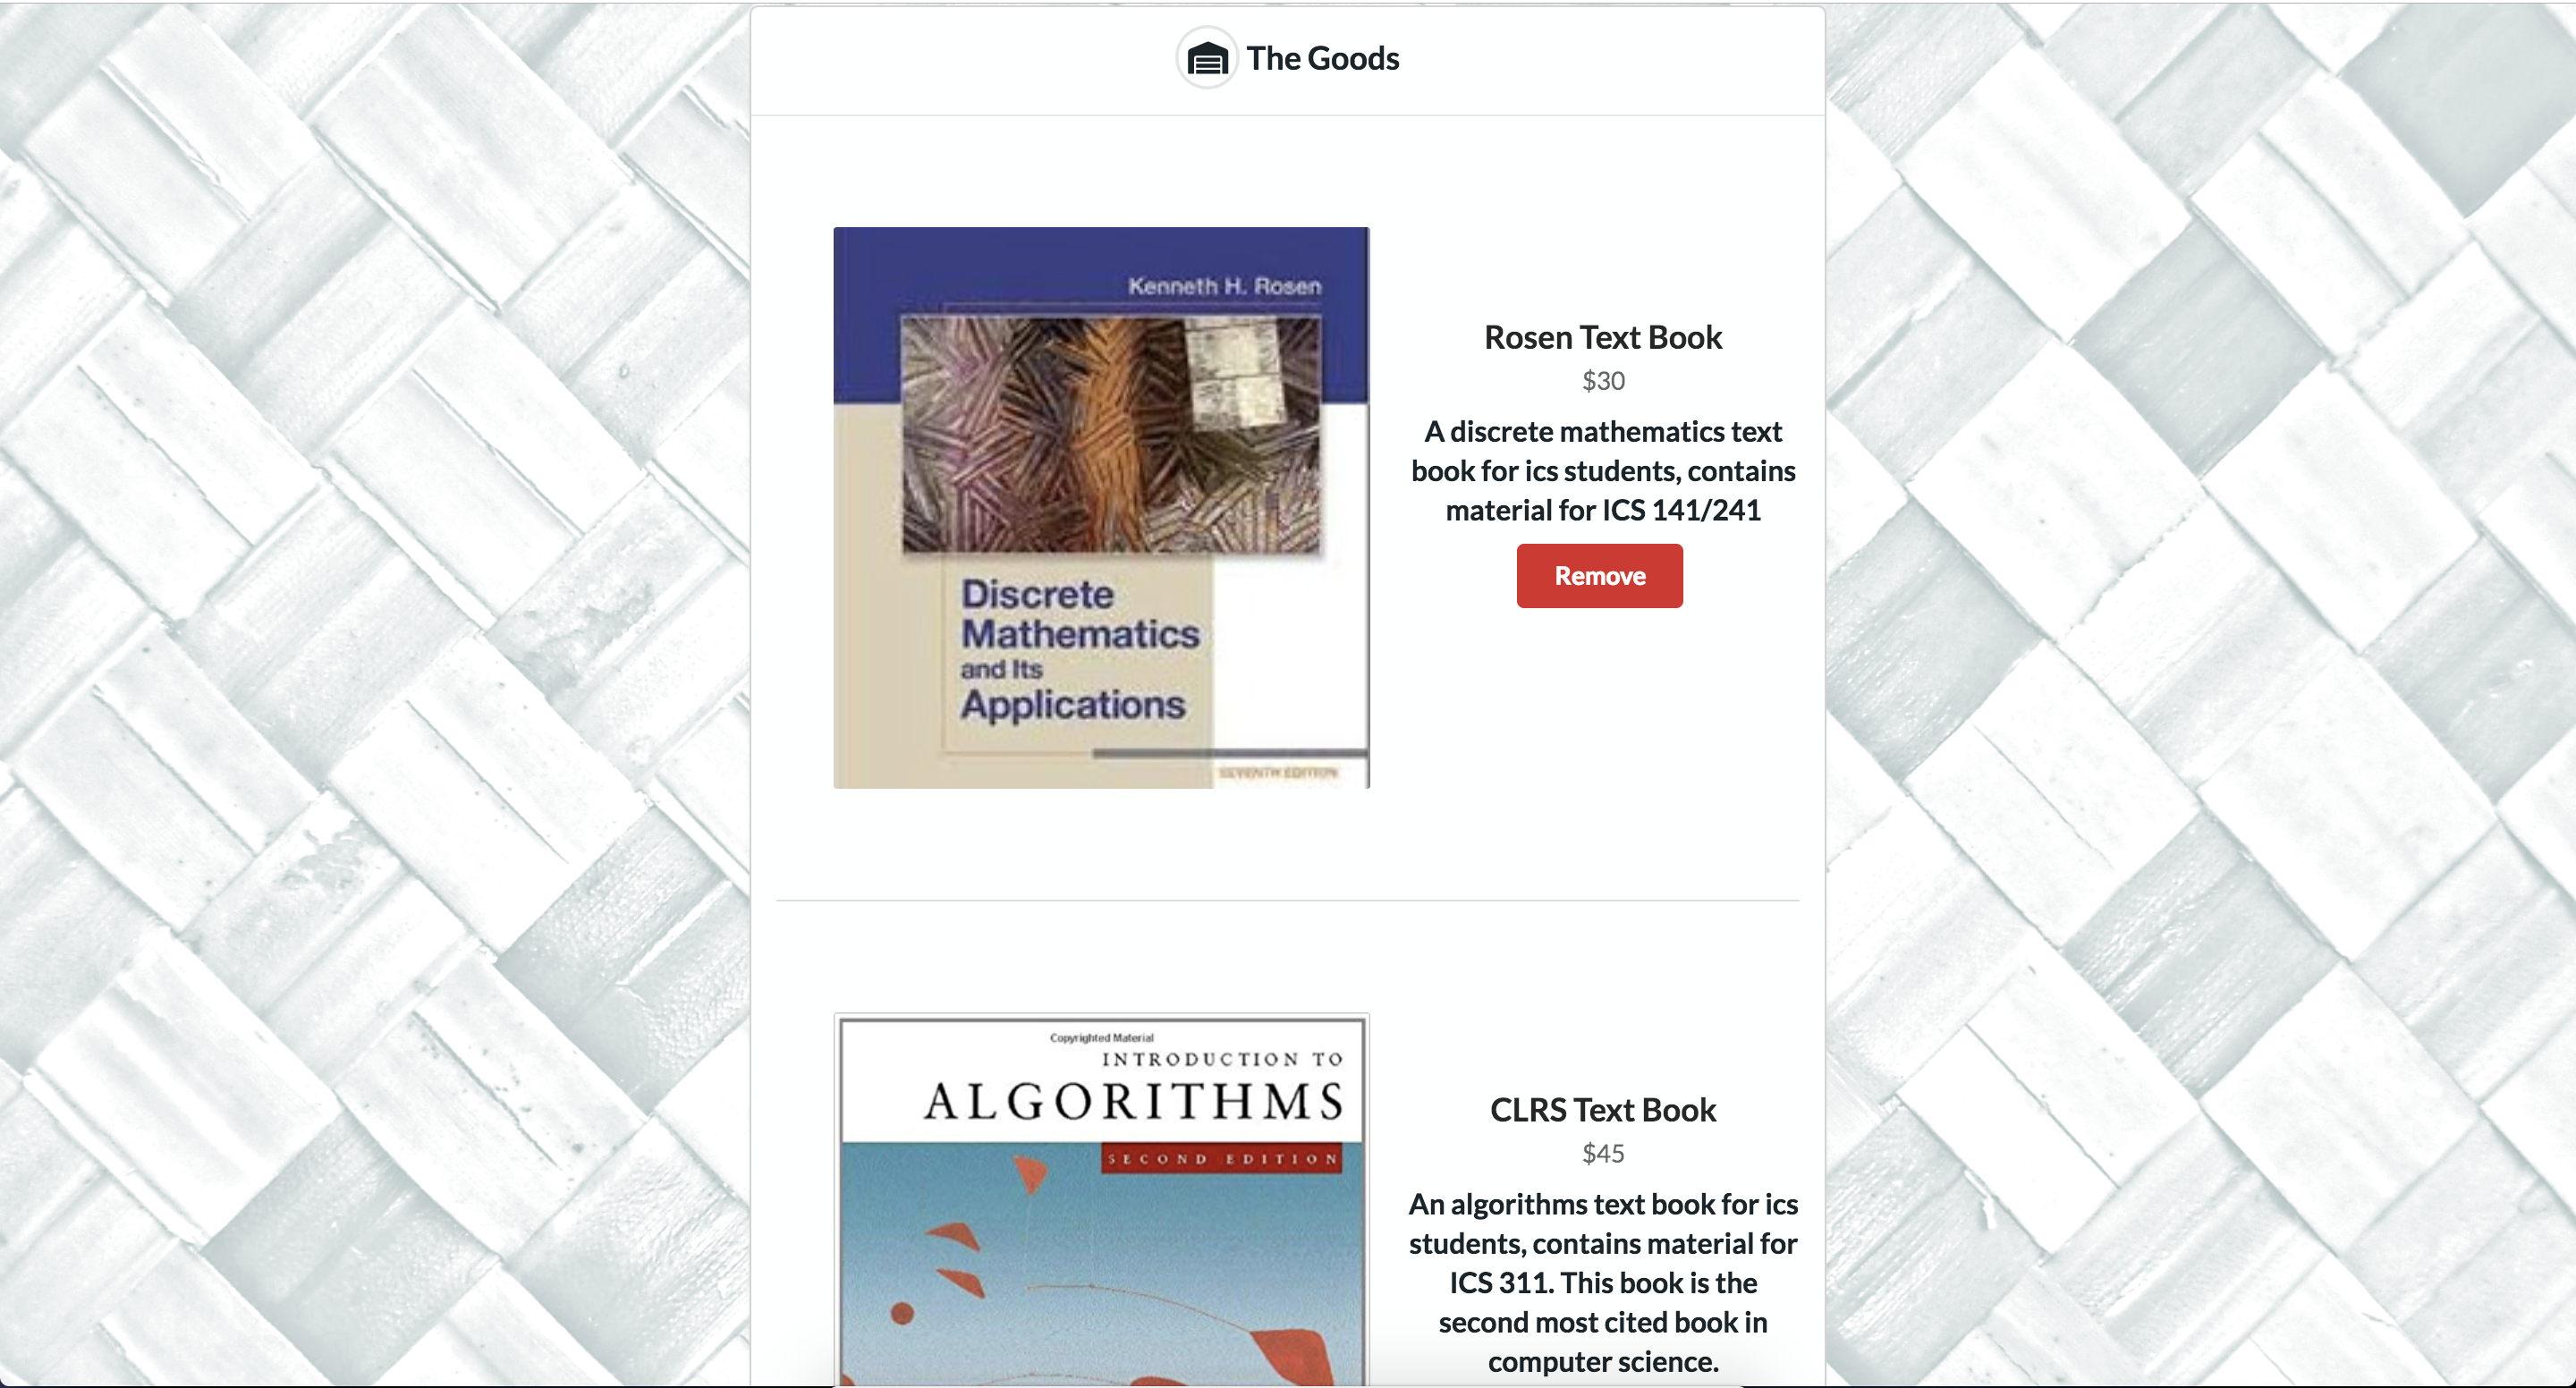 The Goods
Kenneth H. Rosen
Discrete
Mathematics
and Its
Applications
SEVENTH EDITION
Rosen Text Book
$30
A discrete mathematics text
book for ics students, contains
material for ICS 141/241
Remove
Copyrighted Material
INTRODUCTION TO
ALGORITHMS
SECOND EDITION
CLRS Text Book
$45
An algorithms text book for ics
students, contains material for
ICS 311. This book is the
second most cited book in
computer science.